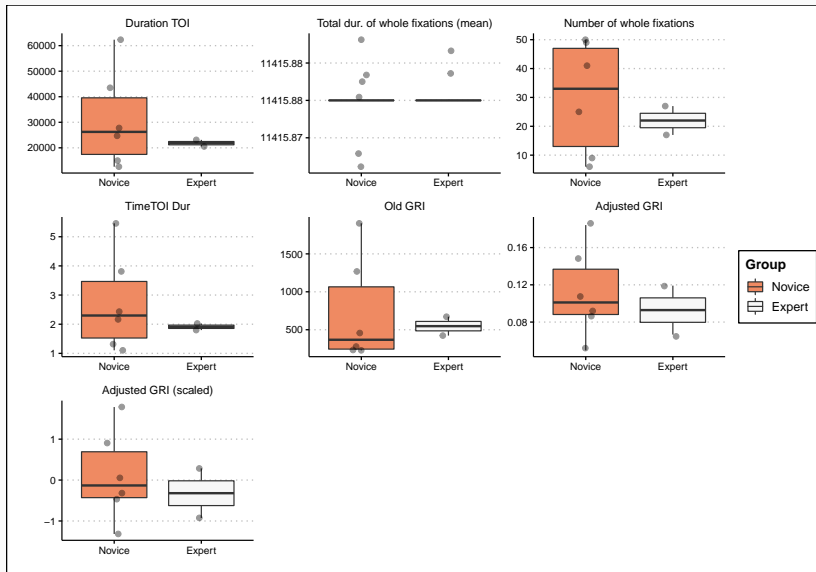 Duration TOI
60000
50000
40000
30000
20000
Novice
Expert
Total dur. of whole fixations (mean)
11415.88
11415.88
11415.87
Novice
Expert
Number of whole fixations
50
40
30
20
10
Novice
Expert
TimeTOI Dur
5
4
3
2
1
Novice
Expert
Old GRI
1500
1000
500
Novice
Expert
Adjusted GRI
0.16
0.12
0.08
Novice
Expert
Group
Novice
Expert
Adjusted GRI (scaled)
1
0
−1
Novice
Expert